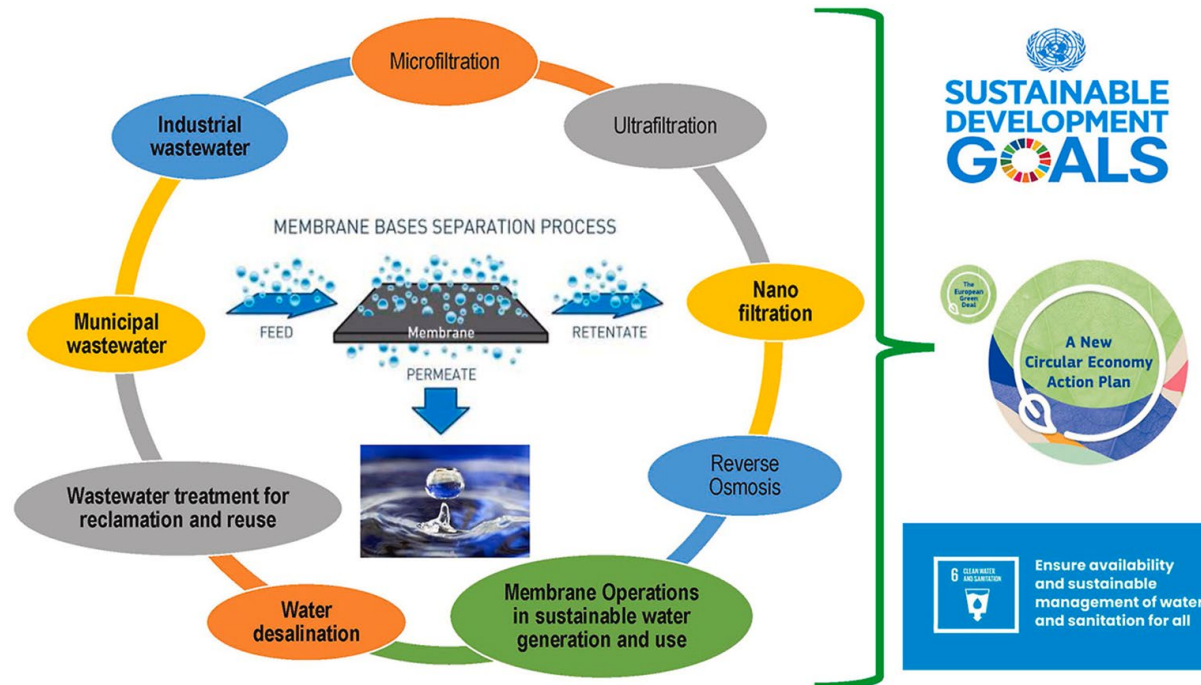 Microfiltration
Ultrafiltration
Nano
filtration
Reverse
Osmosis
Membrane Operations
in sustainable water
generation and use
Water
desalination
Wastewater treatment for
reclamation and reuse
Municipal
wastewater
Industrial
wastewater
MEMBRANE BASES SEPARATION PROCESS
FEED
Membrane
RETENTATE
PERMEATE
SUSTAINABLE
DEVELOPMENT
GOALS
The
European
Green
Deal
A New
Circular Economy
Action Plan
6 CLEAN WATER
AND SANITATION
Ensure availability
and sustainable
management of water
and sanitation for all